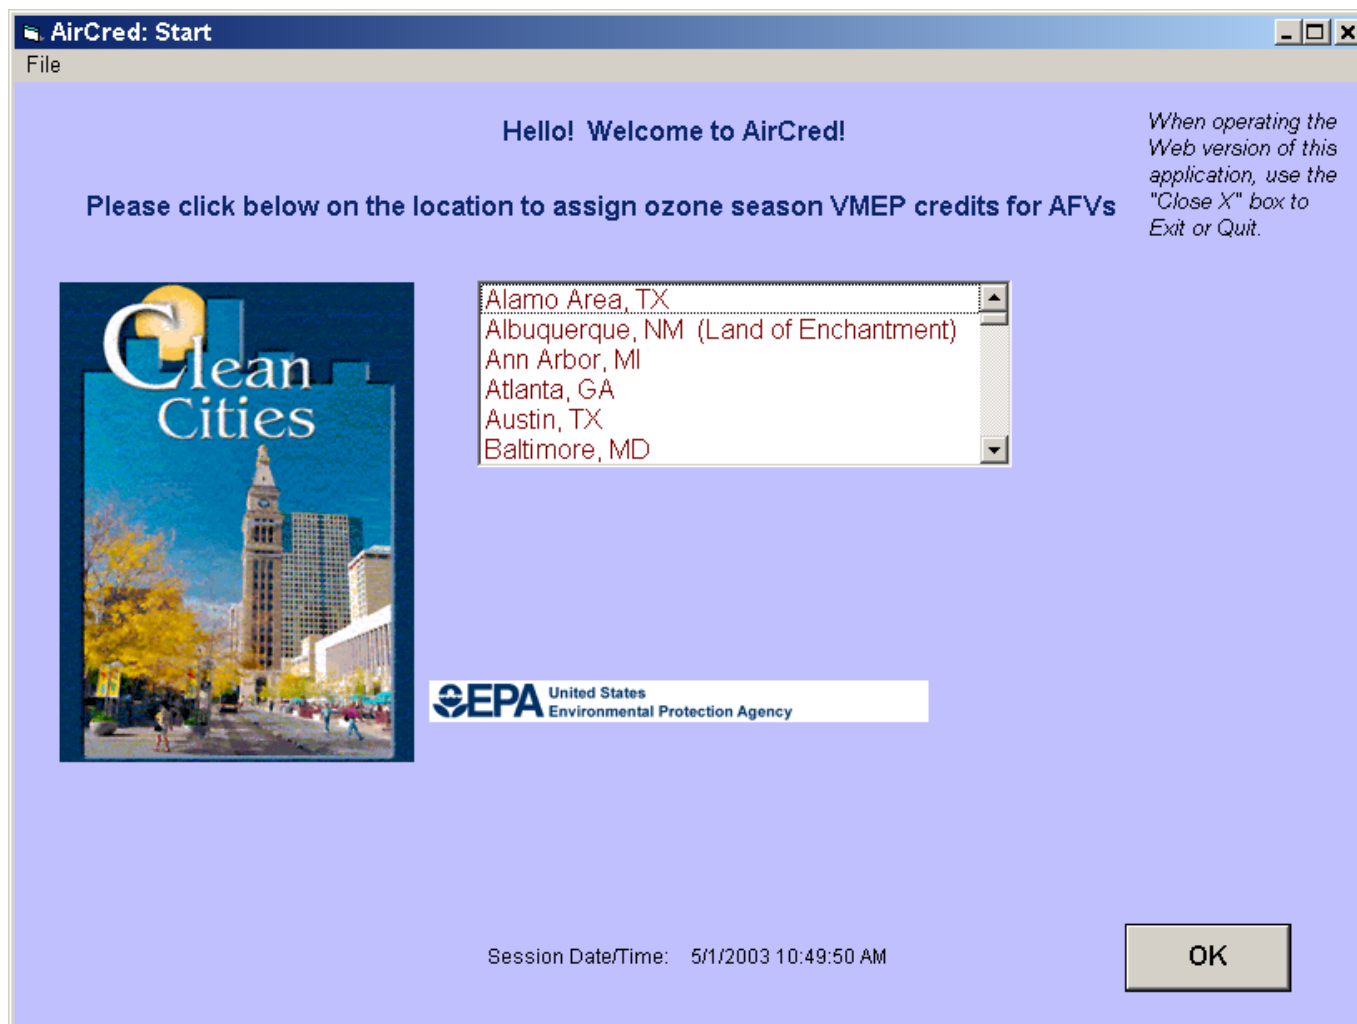 AirCred: Start
File
Hello!  Welcome to AirCred!
Please click below on the location to assign ozone season VMEP credits for AFVs
When operating the
Web version of this
application, use the
"Close X" box to
Exit or Quit.
Clean
Cities
Alamo Area, TX
Albuquerque, NM  (Land of Enchantment)
Ann Arbor, MI
Atlanta, GA
Austin, TX
Baltimore, MD
EPA
United States
Environmental Protection Agency
Session Date/Time:   5/1/2003 10:49:50 AM
OK